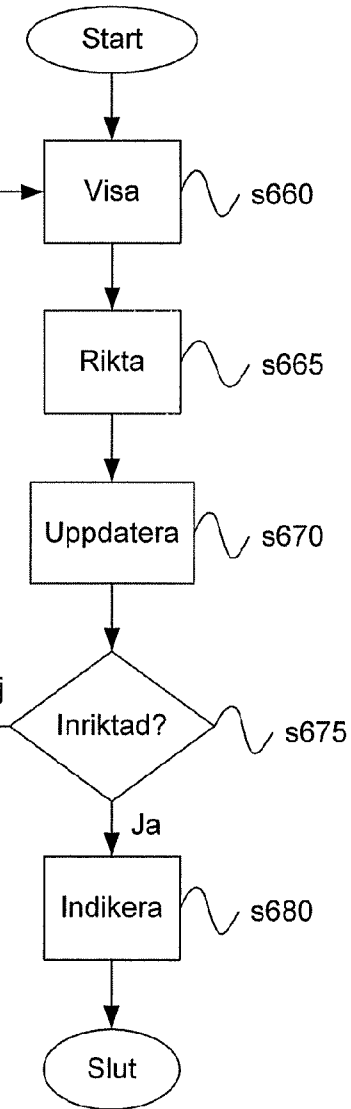 Start
Visa
s660
Rikta
s665
Uppdatera
s670
Inriktad?
s675
Ja
Indikera
s680
Slut